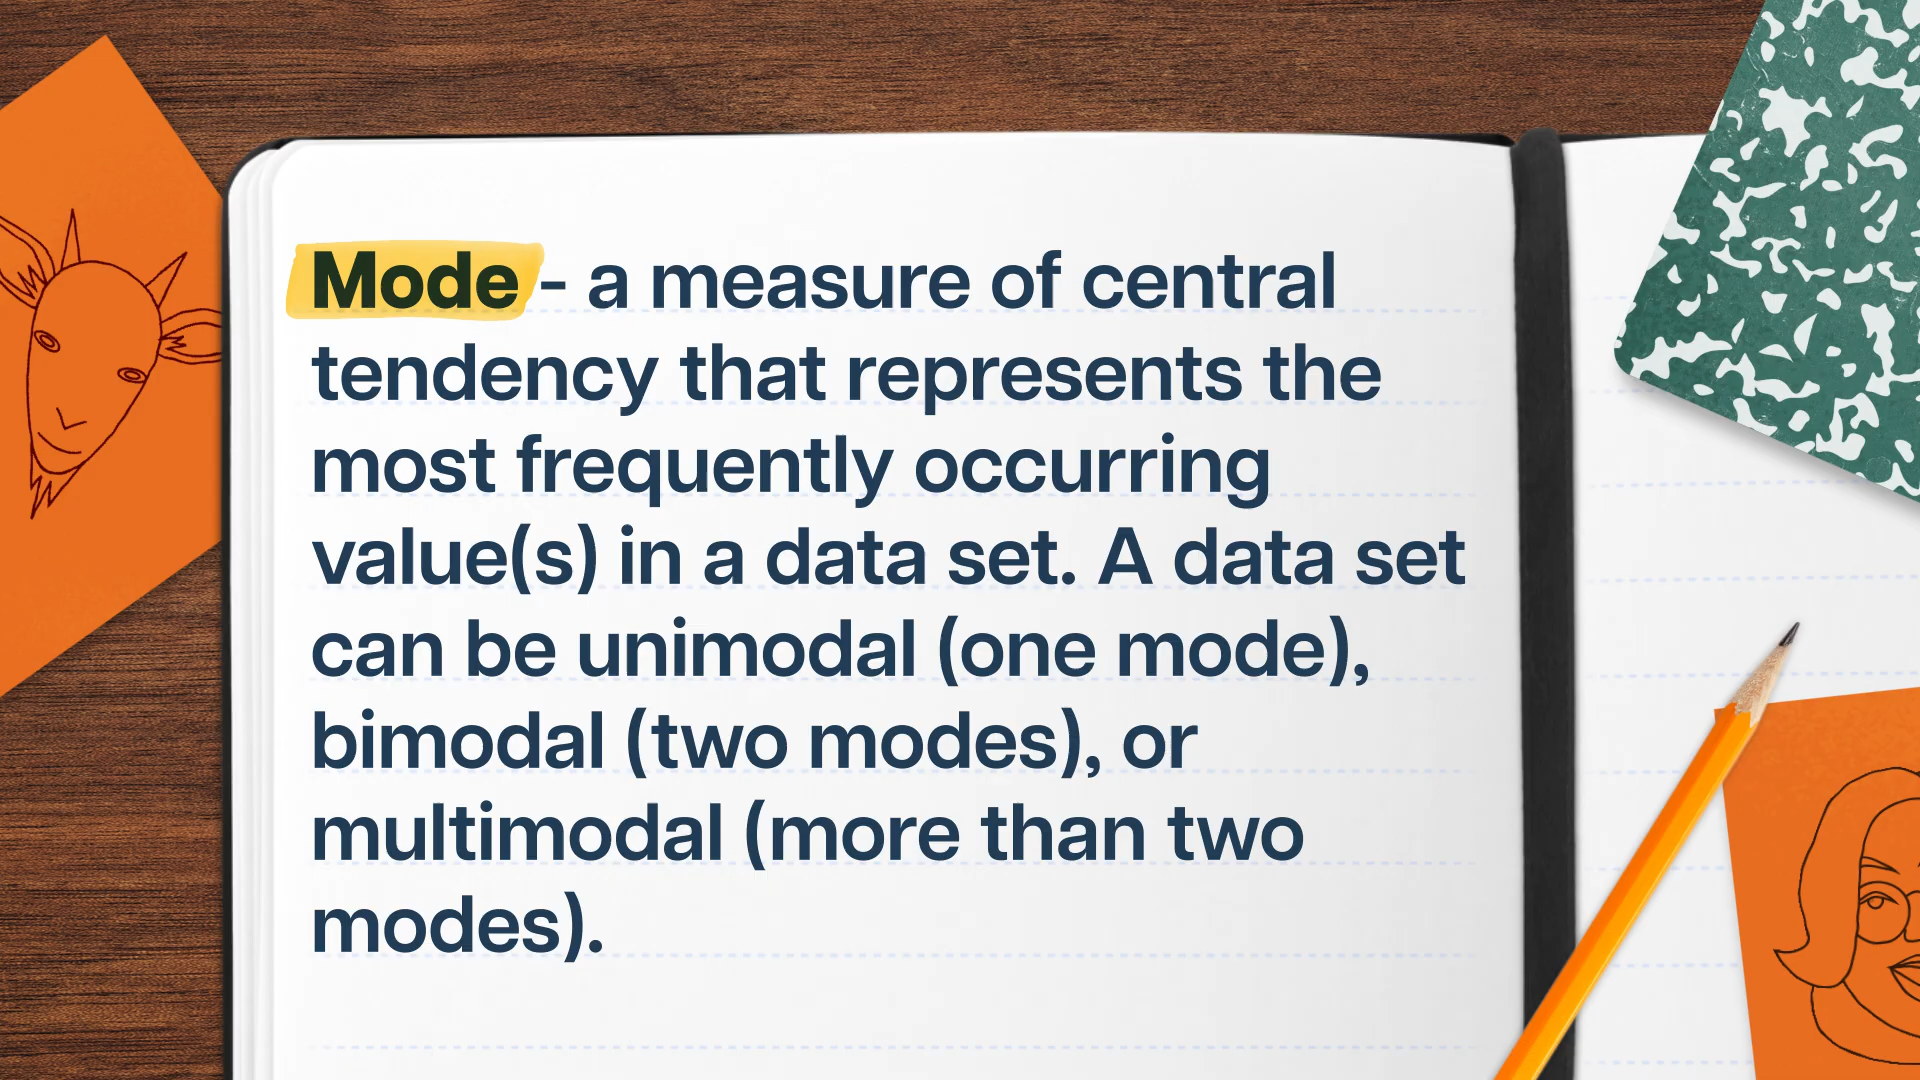 Mode - a measure of central
tendency that represents the
most frequently occurring
value(s) in a data set. A data set
can be unimodal (one mode),
bimodal (two modes), or
multimodal (more than two
modes).